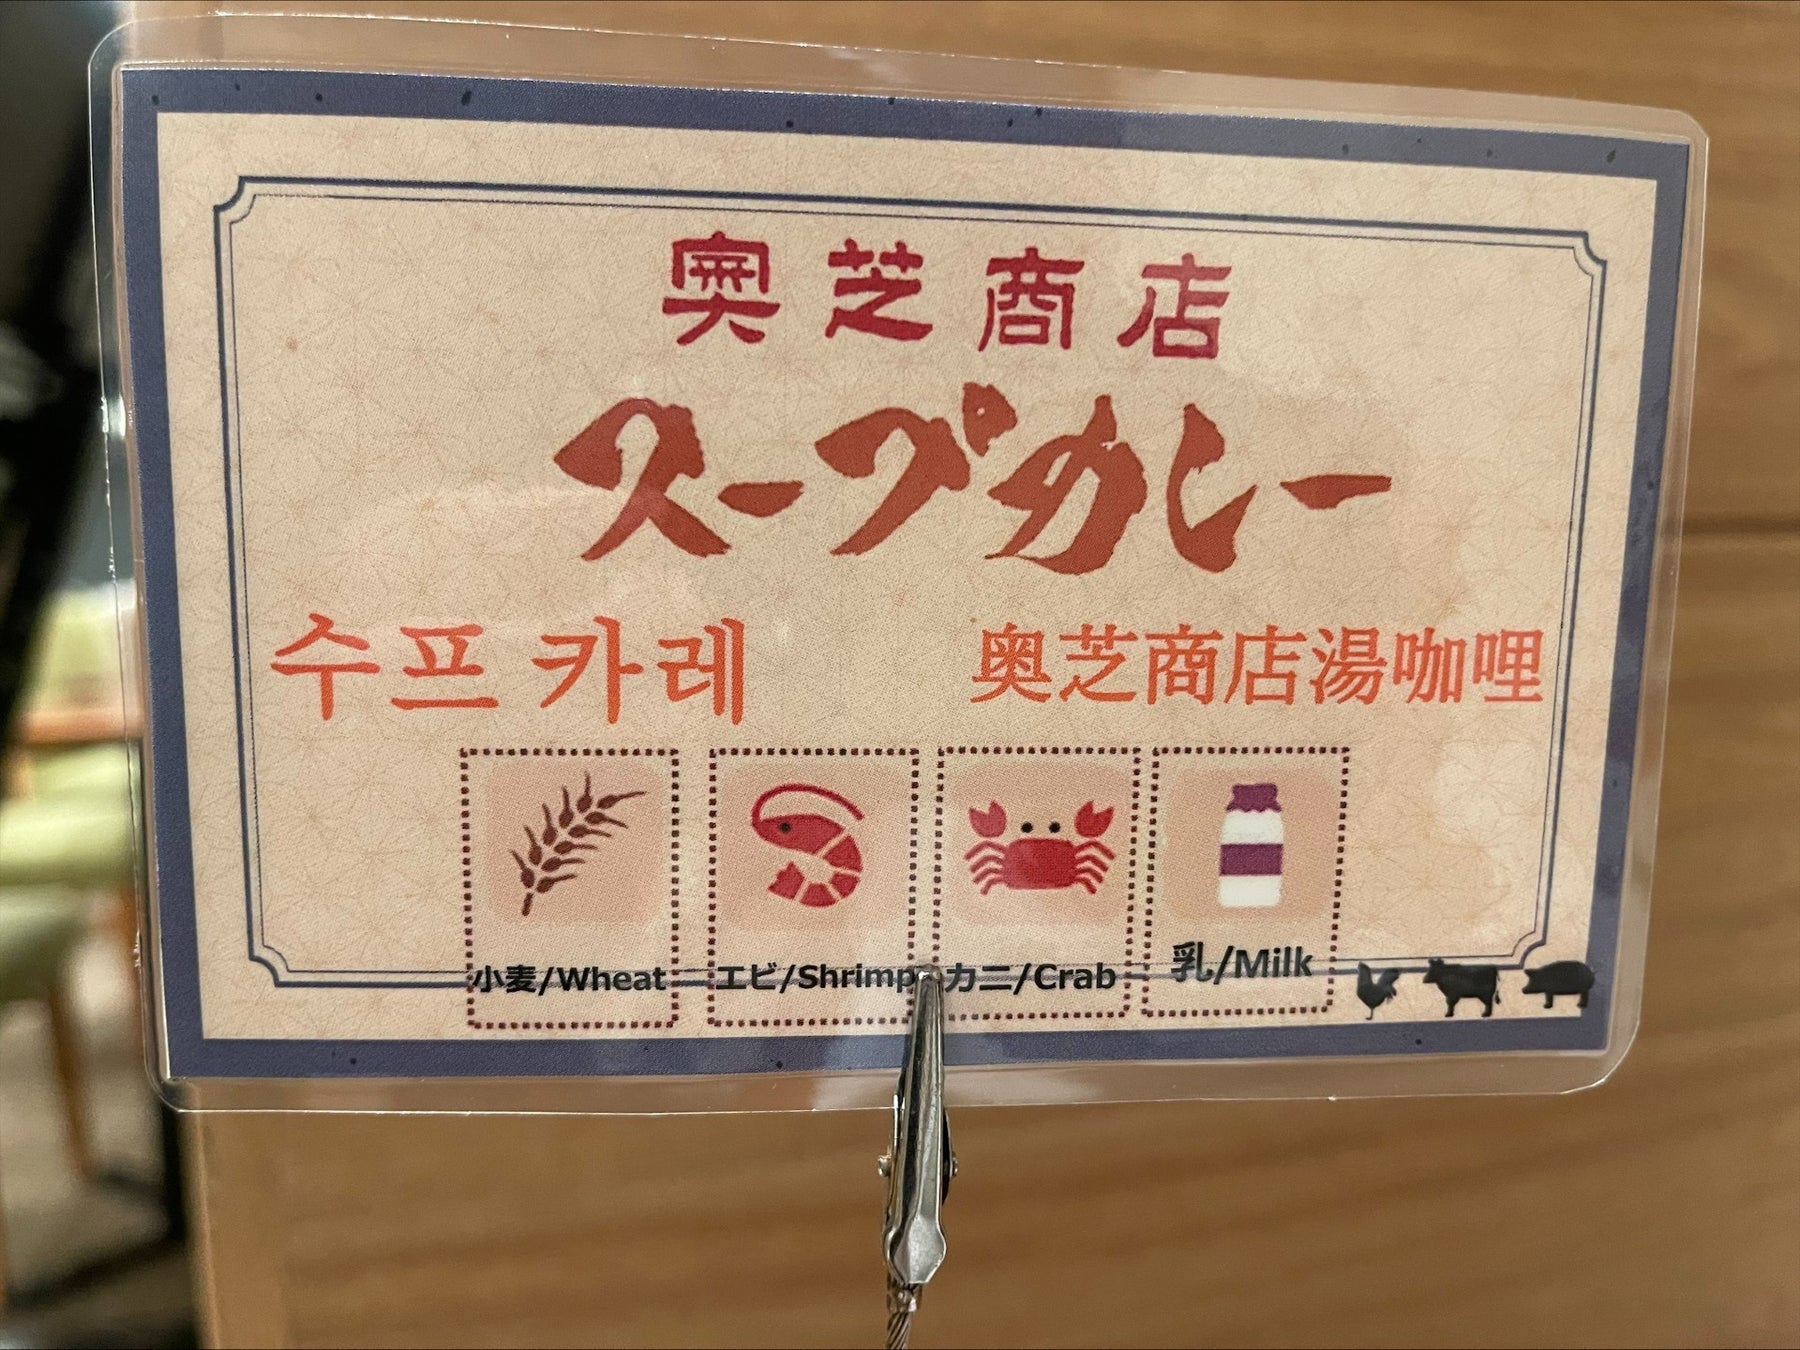 奥芝商店
スープカレー
수프 카레 奥芝商店湯咖哩
小麦/Wheat エビ/Shrimp カニ/Crab 乳/Milk